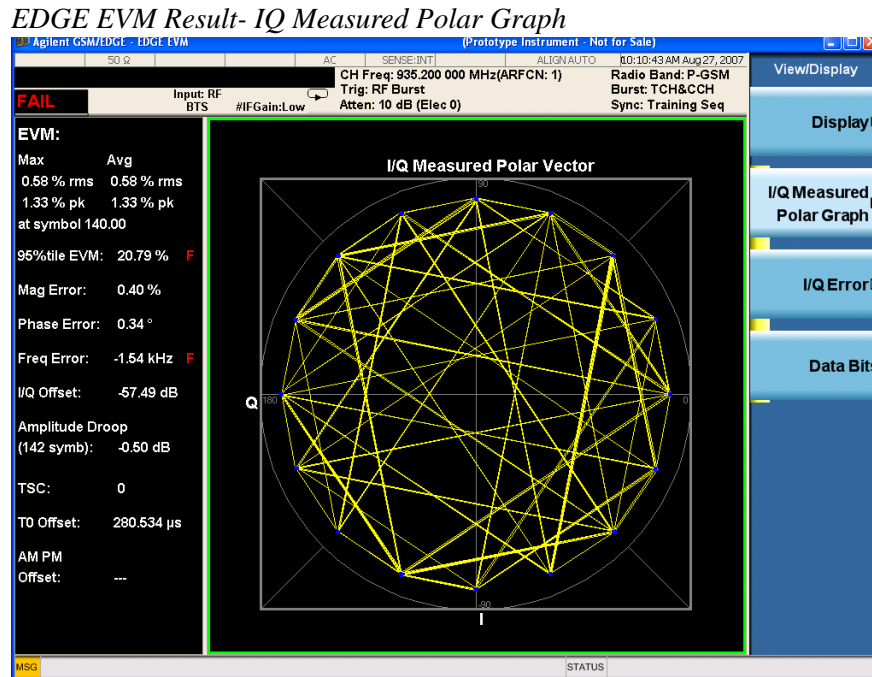 EDGE EVM Result- IQ Measured Polar Graph
Agilent GSM/EDGE - EDGE EVM (Prototype Instrument - Not for Sale)
50 Ω AC SENSE:INT ALIGN AUTO 10:10:43 AM Aug 27, 2007
CH Freq: 935.200 000 MHz(ARFCN: 1) Radio Band: P-GSM
Trig: RF Burst Burst: TCH&CCH
Atten: 10 dB (Elec 0) Sync: Training Seq
FAIL
Input: RF
BTS #IFGain:Low
EVM:
Max Avg
0.58 % rms 0.58 % rms
1.33 % pk 1.33 % pk
at symbol 140.00
95%tile EVM: 20.79 % F
Mag Error: 0.40 %
Phase Error: 0.34 °
Freq Error: -1.54 kHz F
I/Q Offset: -57.49 dB
Amplitude Droop
(142 symb): -0.50 dB
TSC: 0
T0 Offset: 280.534 µs
AM PM
Offset: ---
I/Q Measured Polar Vector
90
Q 180 0
-90
I
View/Display
Display
I/Q Measured
Polar Graph
I/Q Error
Data Bits
MSG STATUS